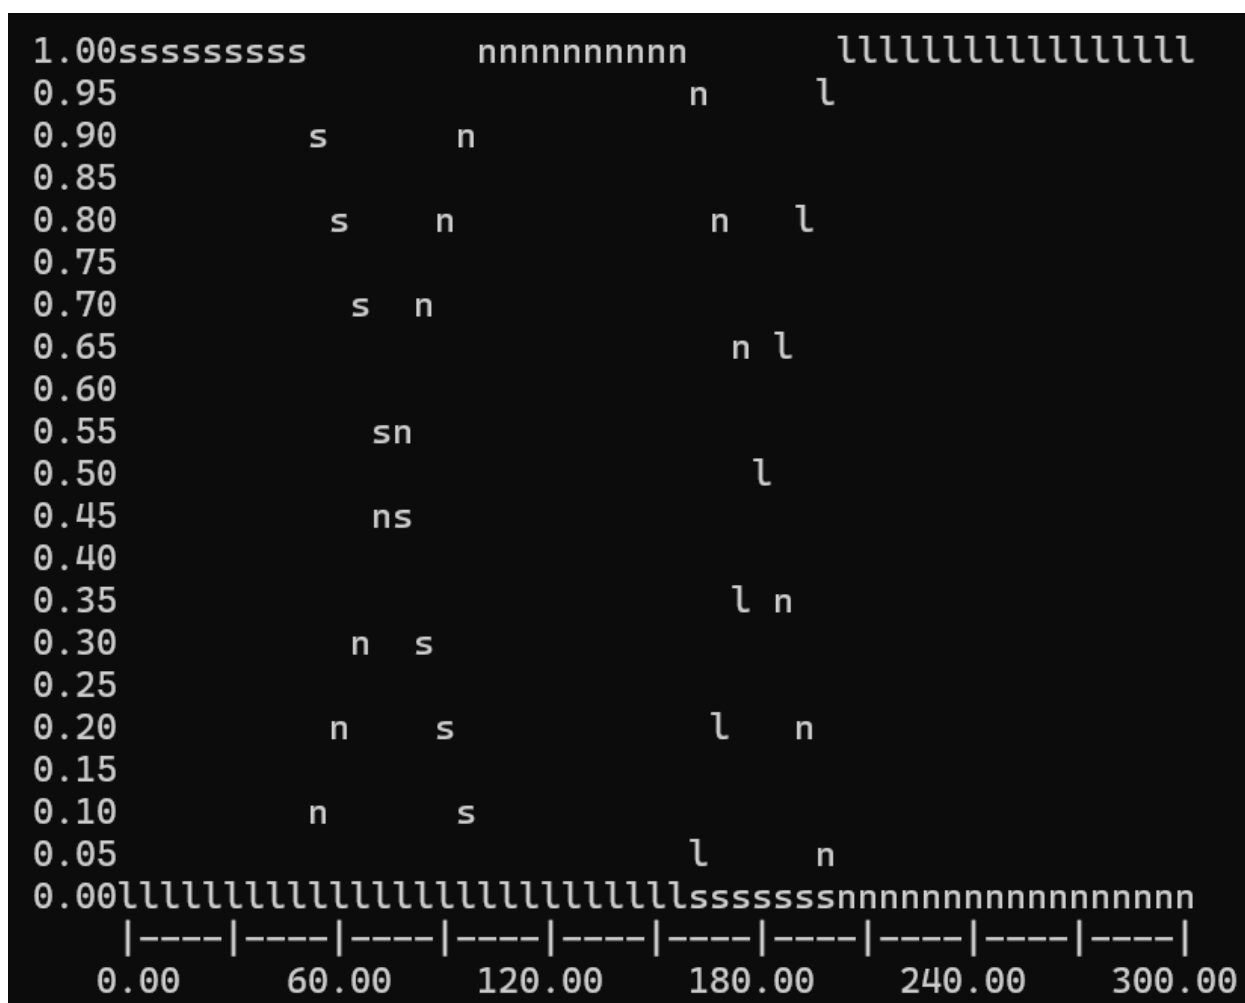 1.00sssssssss        nnnnnnnnnn       lllllllllllllllll
0.95                           n     l
0.90         s      n
0.85
0.80          s    n            n   l
0.75
0.70           s  n
0.65                             n l
0.60
0.55            sn
0.50                              l
0.45            ns
0.40
0.35                             l n
0.30           n  s
0.25
0.20          n    s            l   n
0.15
0.10         n      s
0.05                           l     n
0.00lllllllllllllllllllllllllllsssssssnnnnnnnnnnnnnnnnn
    |----|----|----|----|----|----|----|----|----|----|
   0.00     60.00    120.00    180.00    240.00    300.00